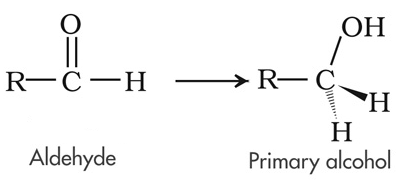 O
R—C—H
R—C
OH
H
H
Aldehyde
Primary alcohol